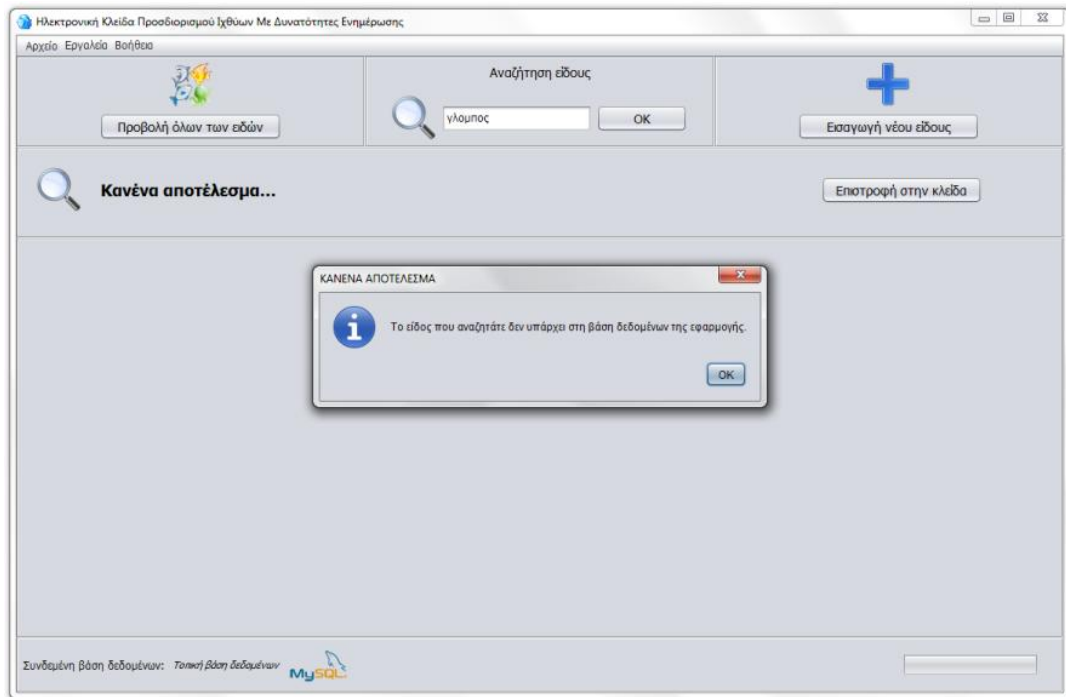 Ηλεκτρονική Κλείδα Προσδιορισμού Ιχθύων Με Δυνατότητες Ενημέρωσης
Αρχείο Εργαλεία Βοήθεια
Προβολή όλων των ειδών
Αναζήτηση είδους
γλομπος
OK
Εισαγωγή νέου είδους
Κανένα αποτέλεσμα...
Επιστροφή στην κλείδα
ΚΑΝΕΝΑ ΑΠΟΤΕΛΕΣΜΑ
Το είδος που αναζητάτε δεν υπάρχει στη βάση δεδομένων της εφαρμογής.
OK
Συνδεμένη βάση δεδομένων: Τοπική βάση δεδομένων
MySQL